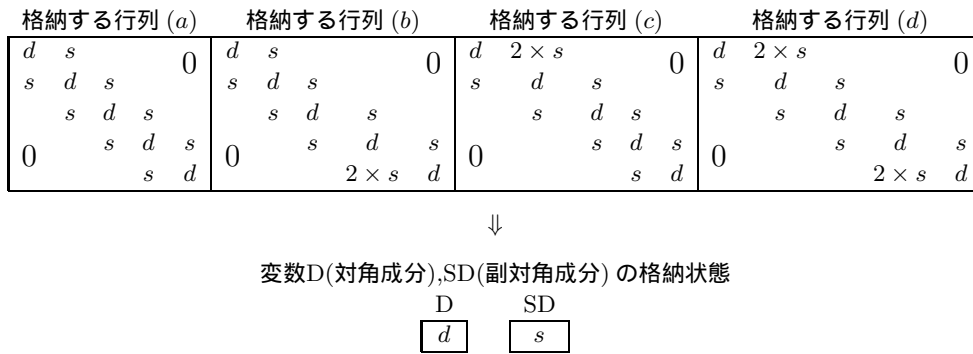 格納する行列 (a) 格納する行列 (b) 格納する行列 (c) 格納する行列 (d)
d s 0 d s 0 d 2 × s 0 d 2 × s 0
s d s s d s s d s s d s
s d s s d s s d s s d s
0 s d s 0 s d s 0 s d s 0 s d s
s d 2 × s d s d 2 × s d
⇓
変数D(対角成分),SD(副対角成分) の格納状態
D SD
d s